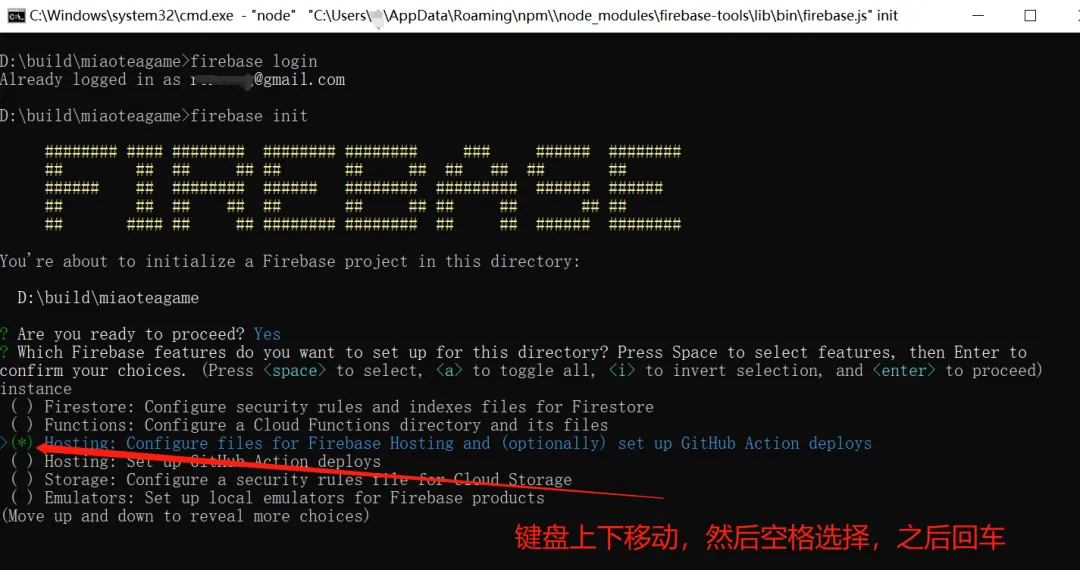 C:\Windows\system32\cmd.exe - "node" "C:\Users\ \AppData\Roaming\npm\\node_modules\firebase-tools\lib\bin\firebase.js" init
D:\build\miaoteagame>firebase login
Already logged in as r @gmail.com
D:\build\miaoteagame>firebase init
FIREBASE
You're about to initialize a Firebase project in this directory:
D:\build\miaoteagame
? Are you ready to proceed? Yes
? Which Firebase features do you want to set up for this directory? Press Space to select features, then Enter to
confirm your choices. (Press <space> to select, <a> to toggle all, <i> to invert selection, and <enter> to proceed)
instance
( ) Firestore: Configure security rules and indexes files for Firestore
( ) Functions: Configure a Cloud Functions directory and its files
>(*) Hosting: Configure files for Firebase Hosting and (optionally) set up GitHub Action deploys
( ) Hosting: Set up GitHub Action deploys
( ) Storage: Configure a security rules file for Cloud Storage
( ) Emulators: Set up local emulators for Firebase products
(Move up and down to reveal more choices)
键盘上下移动，然后空格选择，之后回车